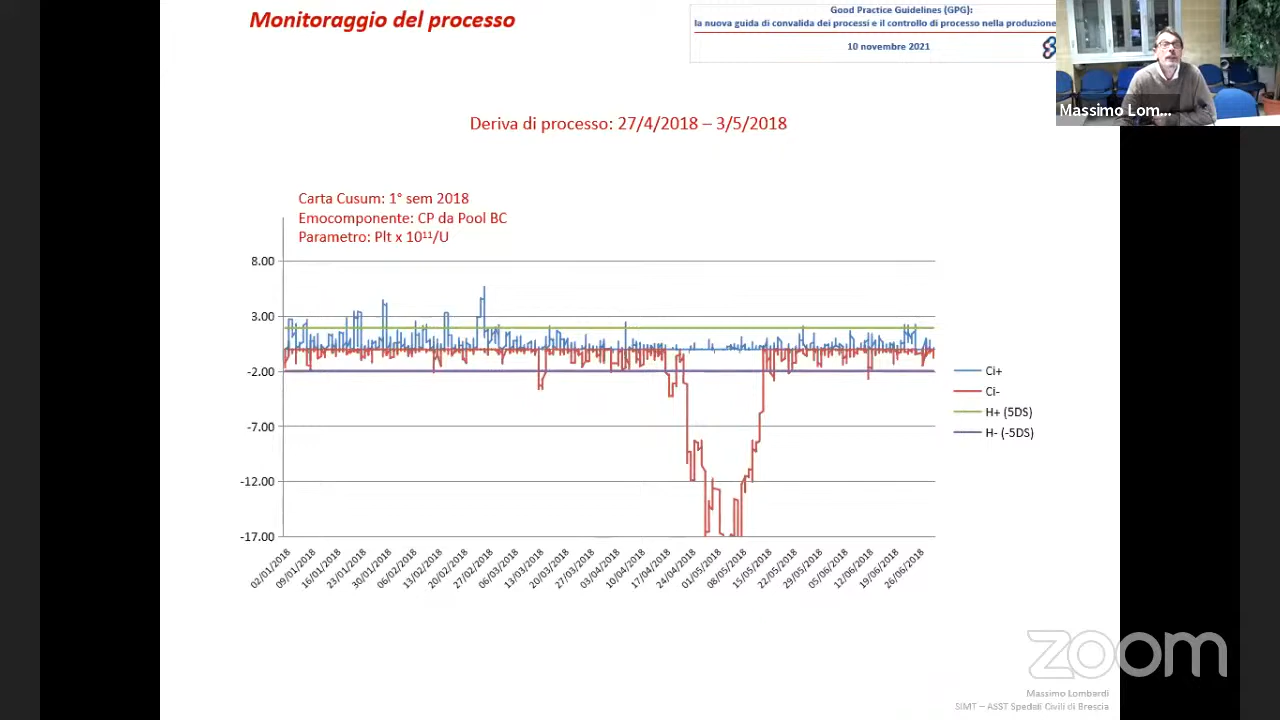 Monitoraggio del processo
Good Practice Guidelines (GPG):
la nuova guida di convalida dei processi e il controllo di processo nella produzione
10 novembre 2021
Massimo Lom...
Deriva di processo: 27/4/2018 – 3/5/2018
Carta Cusum: 1° sem 2018
Emocomponente: CP da Pool BC
Parametro: Plt x 10¹¹/U
8.00
3.00
-2.00
-7.00
-12.00
-17.00
Ci+
Ci-
H+ (5DS)
H- (-5DS)
02/01/2018
09/01/2018
16/01/2018
23/01/2018
30/01/2018
06/02/2018
13/02/2018
20/02/2018
27/02/2018
06/03/2018
13/03/2018
20/03/2018
27/03/2018
03/04/2018
10/04/2018
17/04/2018
24/04/2018
01/05/2018
08/05/2018
15/05/2018
22/05/2018
29/05/2018
05/06/2018
12/06/2018
19/06/2018
26/06/2018
zoom
Massimo Lombardi
SIMT – ASST Spedali Civili di Brescia